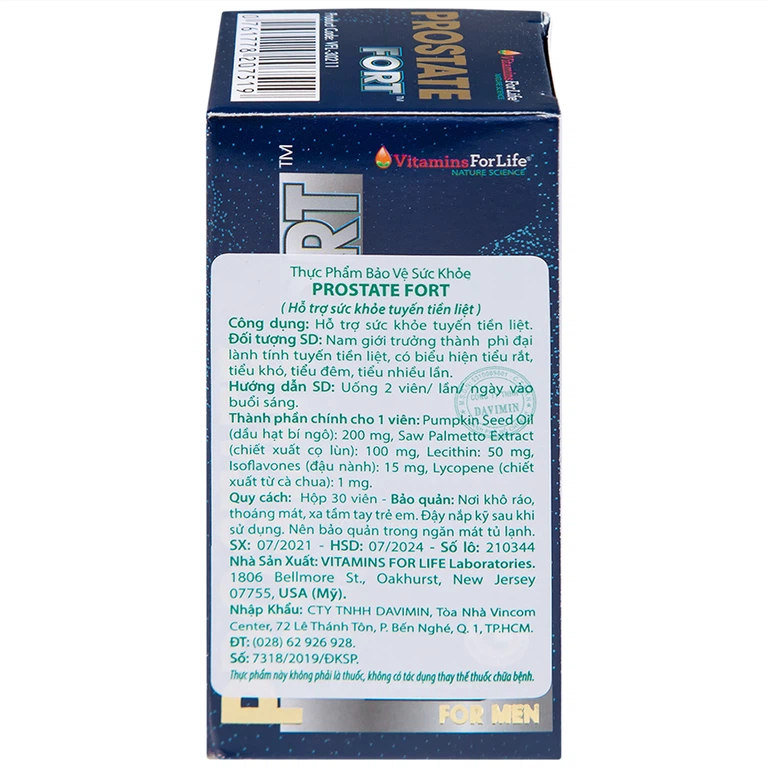 0761778207519
Product Code: VFL-30211
PROSTATE
FORT™
VitaminsForLife
NATURE SCIENCE
VitaminsForLife®
NATURE SCIENCE
RT™
Thực Phẩm Bảo Vệ Sức Khỏe
PROSTATE FORT
( Hỗ trợ sức khỏe tuyến tiền liệt )
Công dụng: Hỗ trợ sức khỏe tuyến tiền liệt.
Đối tượng SD: Nam giới trưởng thành phì đại
lành tính tuyến tiền liệt, có biểu hiện tiểu rắt,
tiểu khó, tiểu đêm, tiểu nhiều lần.
Hướng dẫn SD: Uống 2 viên/ lần/ ngày vào
buổi sáng.
DAVIMIN
Thành phần chính cho 1 viên: Pumpkin Seed Oil
(dầu hạt bí ngô): 200 mg, Saw Palmetto Extract
(chiết xuất cọ lùn): 100 mg, Lecithin: 50 mg,
Isoflavones (đậu nành): 15 mg, Lycopene (chiết
xuất từ cà chua): 1 mg.
Quy cách: Hộp 30 viên - Bảo quản: Nơi khô ráo,
thoáng mát, xa tầm tay trẻ em. Đậy nắp kỹ sau khi
sử dụng. Nên bảo quản trong ngăn mát tủ lạnh.
SX: 07/2021 - HSD: 07/2024 - Số lô: 210344
Nhà Sản Xuất: VITAMINS FOR LIFE Laboratories.
1806 Bellmore St., Oakhurst, New Jersey
07755, USA (Mỹ).
Nhập Khẩu: CTY TNHH DAVIMIN, Tòa Nhà Vincom
Center, 72 Lê Thánh Tôn, P. Bến Nghé, Q. 1, TP.HCM.
ĐT: (028) 62 926 928.
Số: 7318/2019/ĐKSP.
Thực phẩm này không phải là thuốc, không có tác dụng thay thế thuốc chữa bệnh.
FOR MEN